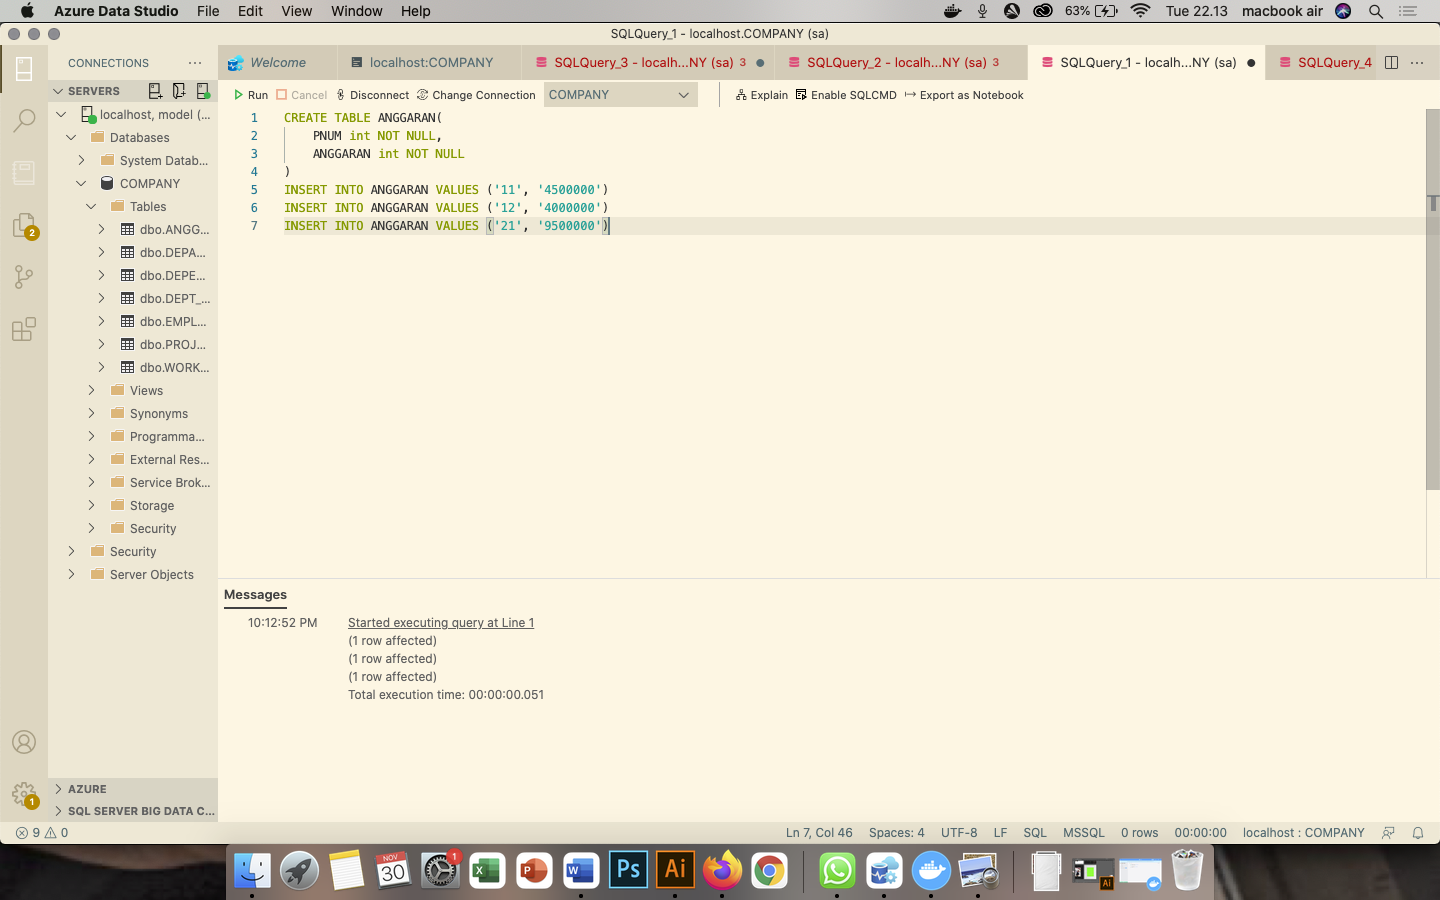 Azure Data Studio File Edit View Window Help 63% Tue 22.13 macbook air
SQLQuery_1 - localhost.COMPANY (sa)
CONNECTIONS ...
Welcome localhost:COMPANY SQLQuery_3 - localh...NY (sa) 3 SQLQuery_2 - localh...NY (sa) 3 SQLQuery_1 - localh...NY (sa) SQLQuery_4
SERVERS
Run Cancel Disconnect Change Connection COMPANY Explain Enable SQLCMD Export as Notebook
localhost, model (...
Databases
System Datab...
COMPANY
Tables
dbo.ANGG...
dbo.DEPA...
dbo.DEPE...
dbo.DEPT_...
dbo.EMPL...
dbo.PROJ...
dbo.WORK...
Views
Synonyms
Programma...
External Res...
Service Brok...
Storage
Security
Security
Server Objects
AZURE
SQL SERVER BIG DATA C...
2
1
1 CREATE TABLE ANGGARAN(
2 PNUM int NOT NULL,
3 ANGGARAN int NOT NULL
4 )
5 INSERT INTO ANGGARAN VALUES ('11', '4500000')
6 INSERT INTO ANGGARAN VALUES ('12', '4000000')
7 INSERT INTO ANGGARAN VALUES ('21', '9500000')
Messages
10:12:52 PM Started executing query at Line 1
(1 row affected)
(1 row affected)
(1 row affected)
Total execution time: 00:00:00.051
9 0 Ln 7, Col 46 Spaces: 4 UTF-8 LF SQL MSSQL 0 rows 00:00:00 localhost : COMPANY
NOV
30
1
X P W Ps Ai
Ai